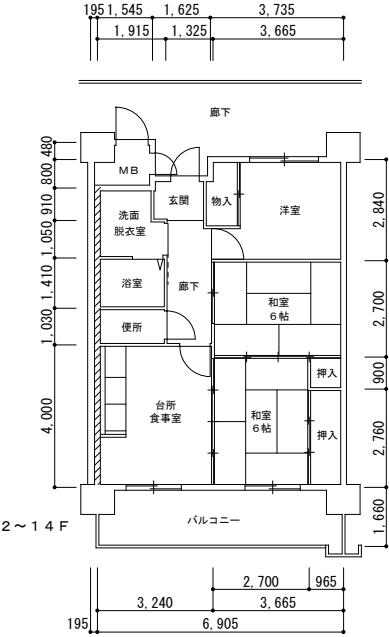 195 1,545 1,625 3,735
1,915 1,325 3,665
廊下
480
800
910
1,050
1,410
1,030
4,000
MB
玄関
物入
洋室
洗面
脱衣室
浴室
廊下
和室
6帖
便所
押入
台所
食事室
和室
6帖
押入
2,840
2,700
900
2,760
1,660
2～14F
バルコニー
2,700 965
3,240 3,665
195 6,905